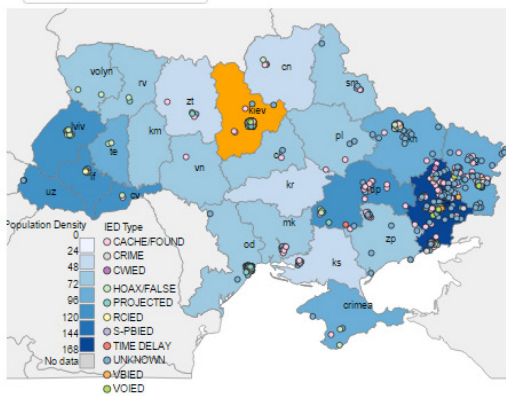 cn
volyn
rv
sm
zt
kiev
lviv
pl
kh
te
km
vn
if
uz
cv
kr
dp
mk
od
zp
ks
crimea
Population Density
0
24
48
72
96
120
144
168
No data
IED Type
CACHE/FOUND
CRIME
CWIED
HOAX/FALSE
PROJECTED
RCIED
S-PBIED
TIME DELAY
UNKNOWN
VBIED
VOIED